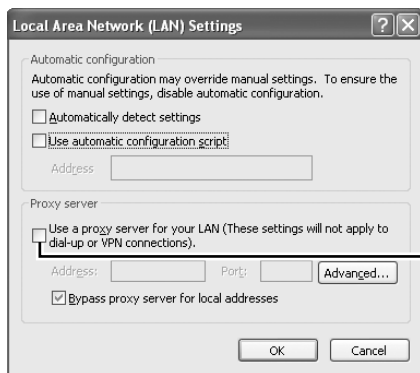 Local Area Network (LAN) Settings
Automatic configuration
Automatic configuration may override manual settings. To ensure the
use of manual settings, disable automatic configuration.
Automatically detect settings
Use automatic configuration script
Address
Proxy server
Use a proxy server for your LAN (These settings will not apply to
dial-up or VPN connections).
Address:
Port:
Advanced...
Bypass proxy server for local addresses
OK
Cancel